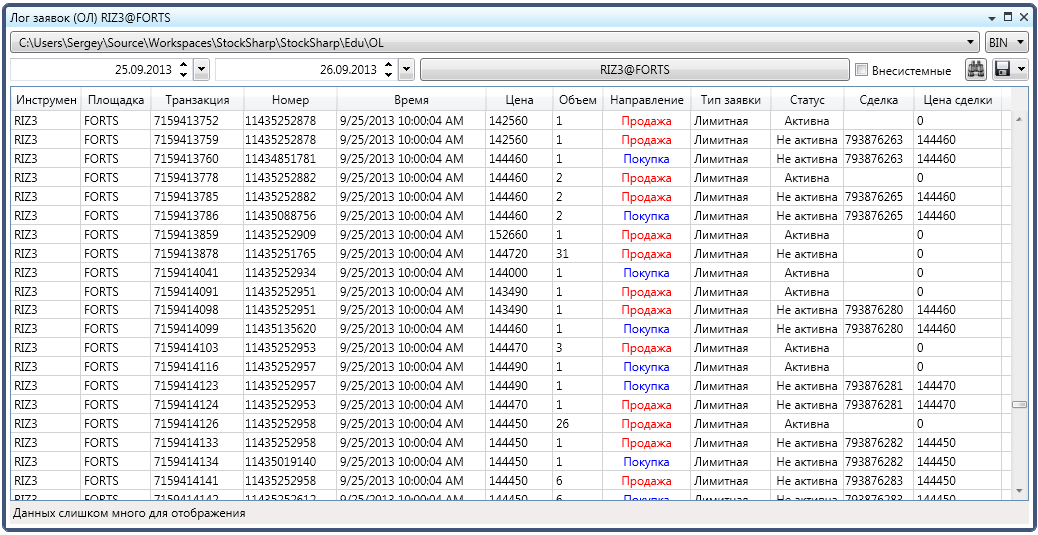 Лог заявок (ОЛ) RIZ3@FORTS
C:\Users\Sergey\Source\Workspaces\StockSharp\StockSharp\Edu\OL BIN
25.09.2013 26.09.2013 RIZ3@FORTS Внесистемные
Инструмен Площадка Транзакция Номер Время Цена Объем Направление Тип заявки Статус Сделка Цена сделки
RIZ3 FORTS 7159413752 11435252878 9/25/2013 10:00:04 AM 142560 1 Продажа Лимитная Активна 0
RIZ3 FORTS 7159413759 11435252878 9/25/2013 10:00:04 AM 142560 1 Продажа Лимитная Не активна 793876263 144460
RIZ3 FORTS 7159413760 11434851781 9/25/2013 10:00:04 AM 144460 1 Покупка Лимитная Не активна 793876263 144460
RIZ3 FORTS 7159413778 11435252882 9/25/2013 10:00:04 AM 144460 2 Продажа Лимитная Активна 0
RIZ3 FORTS 7159413785 11435252882 9/25/2013 10:00:04 AM 144460 2 Продажа Лимитная Не активна 793876265 144460
RIZ3 FORTS 7159413786 11435088756 9/25/2013 10:00:04 AM 144460 2 Покупка Лимитная Не активна 793876265 144460
RIZ3 FORTS 7159413859 11435252909 9/25/2013 10:00:04 AM 152660 1 Продажа Лимитная Активна 0
RIZ3 FORTS 7159413878 11435251765 9/25/2013 10:00:04 AM 144720 31 Продажа Лимитная Не активна 0
RIZ3 FORTS 7159414041 11435252934 9/25/2013 10:00:04 AM 144000 1 Покупка Лимитная Активна 0
RIZ3 FORTS 7159414091 11435252951 9/25/2013 10:00:04 AM 143490 1 Продажа Лимитная Активна 0
RIZ3 FORTS 7159414098 11435252951 9/25/2013 10:00:04 AM 143490 1 Продажа Лимитная Не активна 793876280 144460
RIZ3 FORTS 7159414099 11435135620 9/25/2013 10:00:04 AM 144460 1 Покупка Лимитная Не активна 793876280 144460
RIZ3 FORTS 7159414103 11435252953 9/25/2013 10:00:04 AM 144470 3 Продажа Лимитная Активна 0
RIZ3 FORTS 7159414116 11435252957 9/25/2013 10:00:04 AM 144490 1 Покупка Лимитная Активна 0
RIZ3 FORTS 7159414123 11435252957 9/25/2013 10:00:04 AM 144490 1 Покупка Лимитная Не активна 793876281 144470
RIZ3 FORTS 7159414124 11435252953 9/25/2013 10:00:04 AM 144470 1 Продажа Лимитная Не активна 793876281 144470
RIZ3 FORTS 7159414126 11435252958 9/25/2013 10:00:04 AM 144450 26 Продажа Лимитная Активна 0
RIZ3 FORTS 7159414133 11435252958 9/25/2013 10:00:04 AM 144450 1 Продажа Лимитная Не активна 793876282 144450
RIZ3 FORTS 7159414134 11435019140 9/25/2013 10:00:04 AM 144450 1 Покупка Лимитная Не активна 793876282 144450
RIZ3 FORTS 7159414141 11435252958 9/25/2013 10:00:04 AM 144450 6 Продажа Лимитная Не активна 793876283 144450
RIZ3 FORTS 7159414142 11435252612 9/25/2013 10:00:04 AM 144450 6 Покупка Лимитная Не активна 793876283 144450
Данных слишком много для отображения